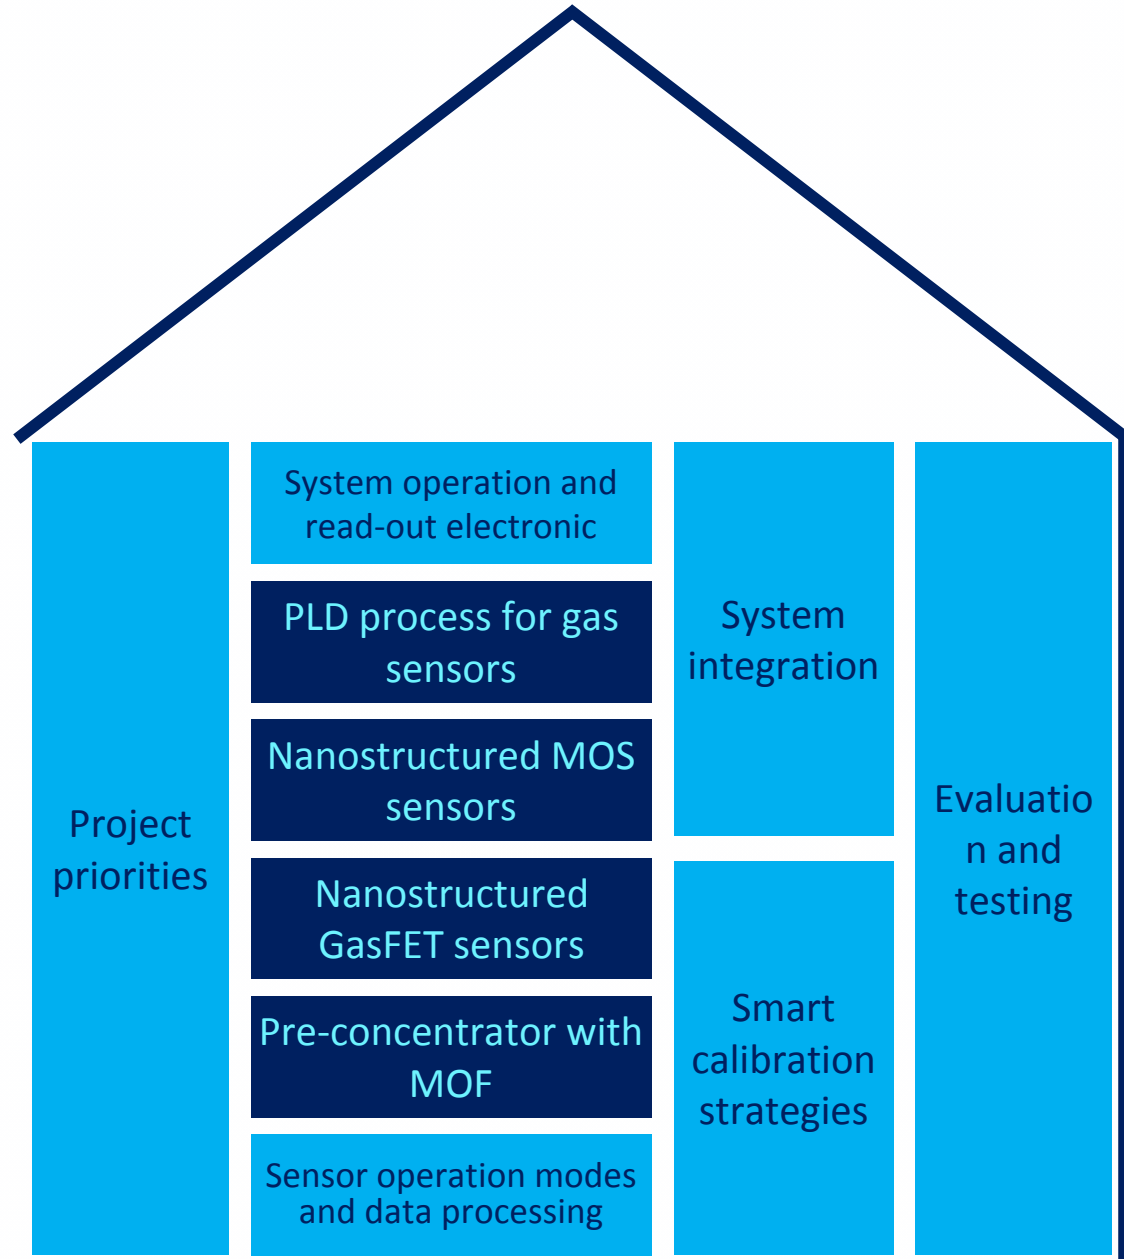 Project
priorities
System operation and
read-out electronic
PLD process for gas
sensors
Nanostructured MOS
sensors
Nanostructured
GasFET sensors
Pre-concentrator with
MOF
Sensor operation modes
and data processing
System
integration
Smart
calibration
strategies
Evaluatio
n and
testing